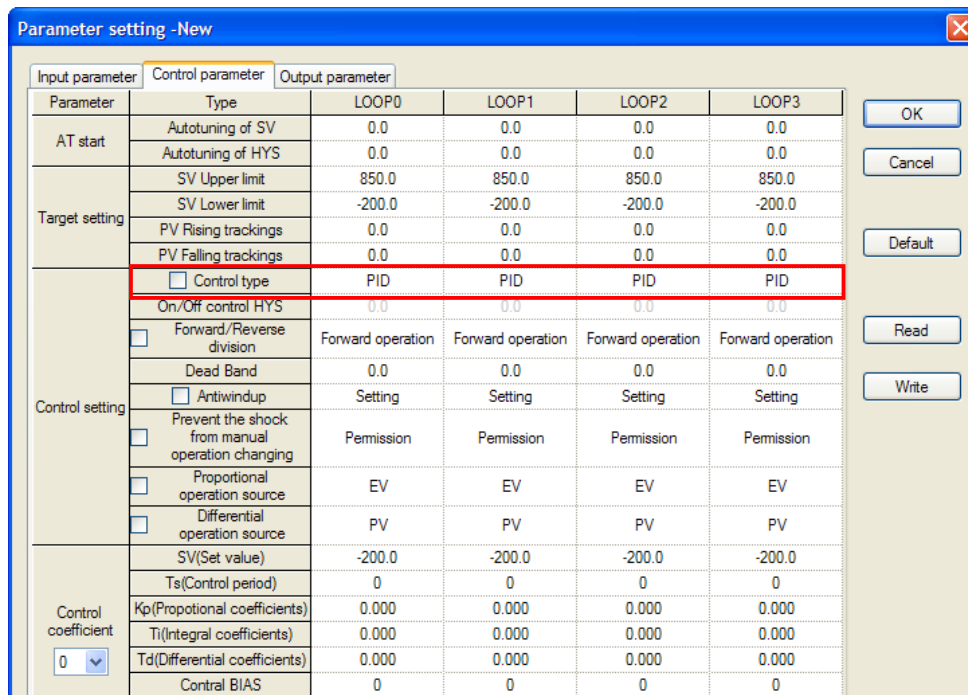 Parameter setting -New
Input parameter Control parameter Output parameter
Parameter Type LOOP0 LOOP1 LOOP2 LOOP3
AT start
Autotuning of SV 0.0 0.0 0.0 0.0
Autotuning of HYS 0.0 0.0 0.0 0.0
Target setting
SV Upper limit 850.0 850.0 850.0 850.0
SV Lower limit -200.0 -200.0 -200.0 -200.0
PV Rising trackings 0.0 0.0 0.0 0.0
PV Falling trackings 0.0 0.0 0.0 0.0
Control setting
Control type PID PID PID PID
On/Off control HYS 0.0 0.0 0.0 0.0
Forward/Reverse
division Forward operation Forward operation Forward operation Forward operation
Dead Band 0.0 0.0 0.0 0.0
Antiwindup Setting Setting Setting Setting
Prevent the shock
from manual Permission Permission Permission Permission
operation changing
Proportional
operation source EV EV EV EV
Differential
operation source PV PV PV PV
Control
coefficient
0
SV(Set value) -200.0 -200.0 -200.0 -200.0
Ts(Control period) 0 0 0 0
Kp(Propotional coefficients) 0.000 0.000 0.000 0.000
Ti(Integral coefficients) 0.000 0.000 0.000 0.000
Td(Differential coefficients) 0.000 0.000 0.000 0.000
Contral BIAS 0 0 0 0
OK
Cancel
Default
Read
Write